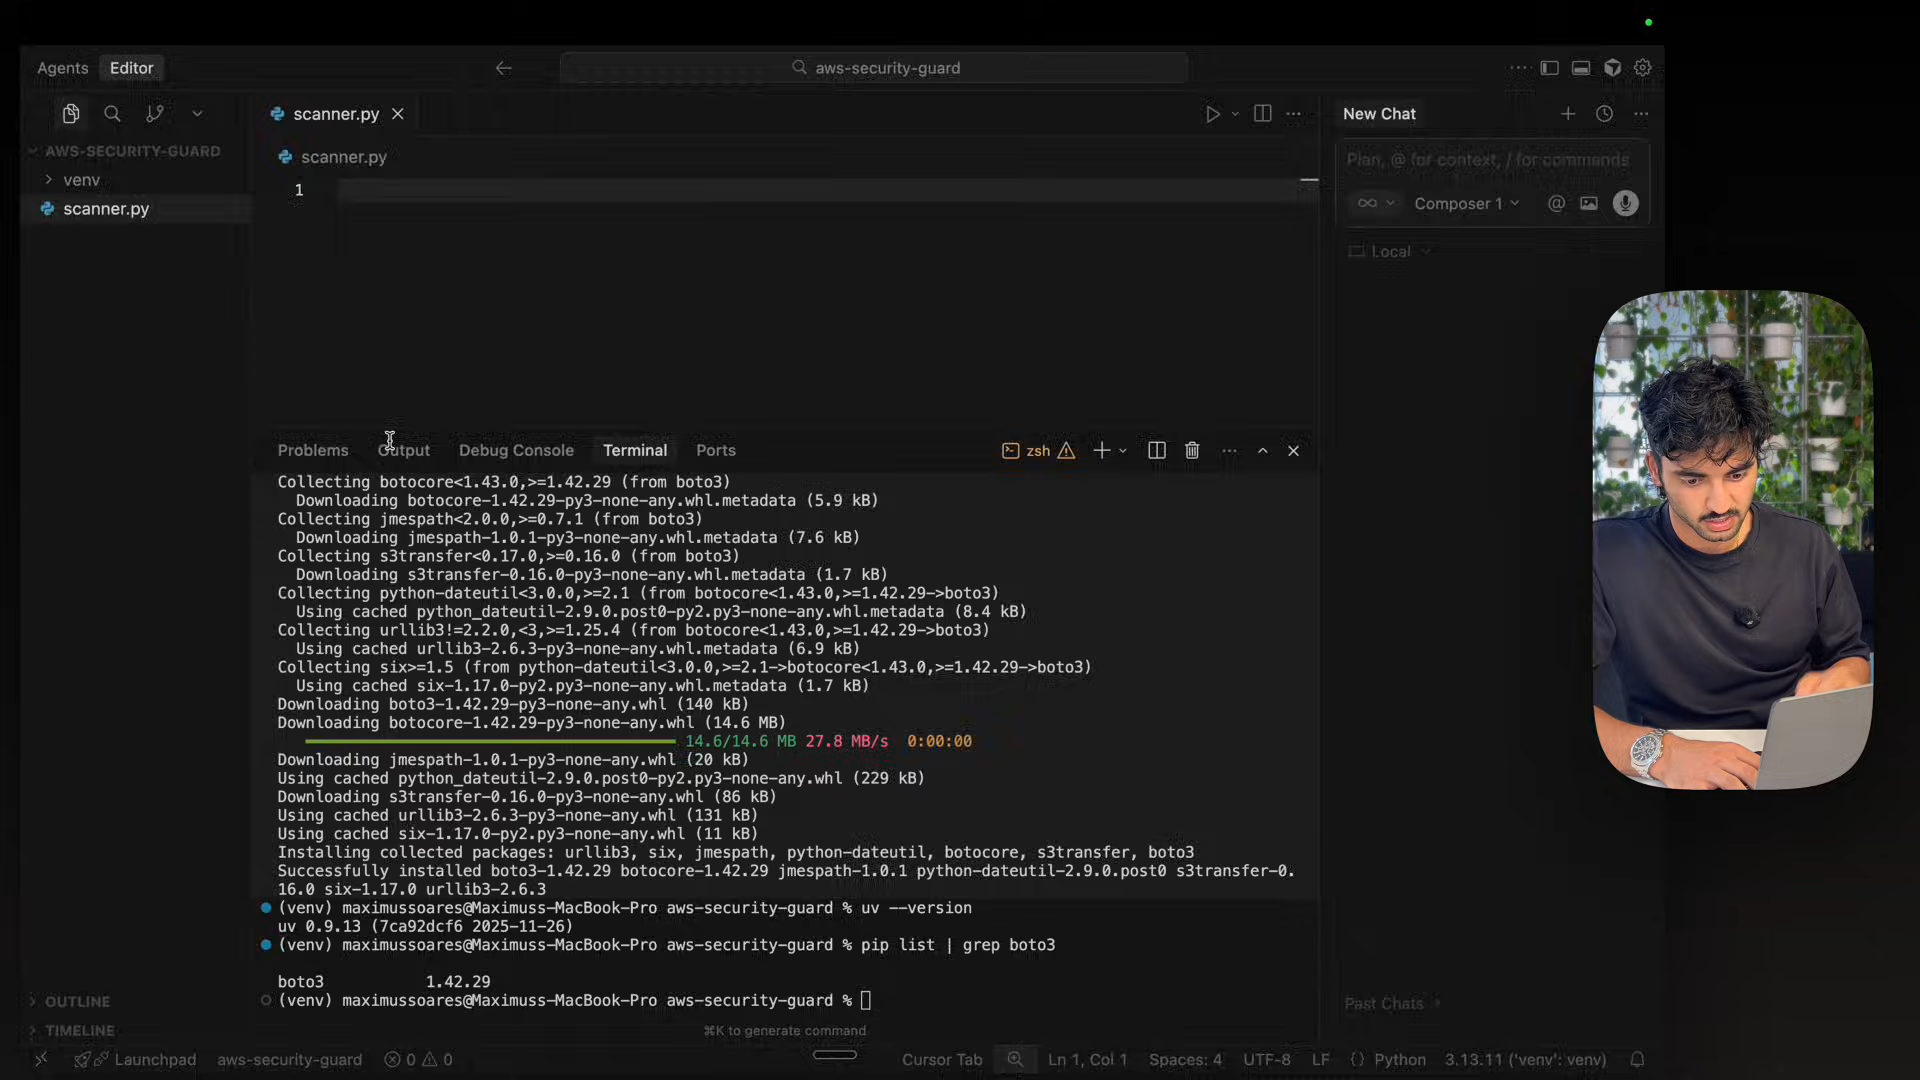 Agents Editor
aws-security-guard
scanner.py
New Chat
AWS-SECURITY-GUARD
venv
scanner.py
scanner.py
1
Plan, @ for context, / for commands
Composer 1
Local
Problems Output Debug Console Terminal Ports
zsh
Collecting botocore<1.43.0,>=1.42.29 (from boto3)
Downloading botocore-1.42.29-py3-none-any.whl.metadata (5.9 kB)
Collecting jmespath<2.0.0,>=0.7.1 (from boto3)
Downloading jmespath-1.0.1-py3-none-any.whl.metadata (7.6 kB)
Collecting s3transfer<0.17.0,>=0.16.0 (from boto3)
Downloading s3transfer-0.16.0-py3-none-any.whl.metadata (1.7 kB)
Collecting python-dateutil<3.0.0,>=2.1 (from botocore<1.43.0,>=1.42.29->boto3)
Using cached python_dateutil-2.9.0.post0-py2.py3-none-any.whl.metadata (8.4 kB)
Collecting urllib3!=2.2.0,<3,>=1.25.4 (from botocore<1.43.0,>=1.42.29->boto3)
Using cached urllib3-2.6.3-py3-none-any.whl.metadata (6.9 kB)
Collecting six>=1.5 (from python-dateutil<3.0.0,>=2.1->botocore<1.43.0,>=1.42.29->boto3)
Using cached six-1.17.0-py2.py3-none-any.whl.metadata (1.7 kB)
Downloading boto3-1.42.29-py3-none-any.whl (140 kB)
Downloading botocore-1.42.29-py3-none-any.whl (14.6 MB)
14.6/14.6 MB 27.8 MB/s 0:00:00
Downloading jmespath-1.0.1-py3-none-any.whl (20 kB)
Using cached python_dateutil-2.9.0.post0-py2.py3-none-any.whl (229 kB)
Downloading s3transfer-0.16.0-py3-none-any.whl (86 kB)
Using cached urllib3-2.6.3-py3-none-any.whl (131 kB)
Using cached six-1.17.0-py2.py3-none-any.whl (11 kB)
Installing collected packages: urllib3, six, jmespath, python-dateutil, botocore, s3transfer, boto3
Successfully installed boto3-1.42.29 botocore-1.42.29 jmespath-1.0.1 python-dateutil-2.9.0.post0 s3transfer-0.
16.0 six-1.17.0 urllib3-2.6.3
(venv) maximussoares@Maximuss-MacBook-Pro aws-security-guard % uv --version
uv 0.9.13 (7ca92dcf6 2025-11-26)
(venv) maximussoares@Maximuss-MacBook-Pro aws-security-guard % pip list | grep boto3
boto3 1.42.29
(venv) maximussoares@Maximuss-MacBook-Pro aws-security-guard %
⌘K to generate command
OUTLINE
TIMELINE
Past Chats
Launchpad aws-security-guard 0 0 Cursor Tab Ln 1, Col 1 Spaces: 4 UTF-8 LF {} Python 3.13.11 ('venv': venv)